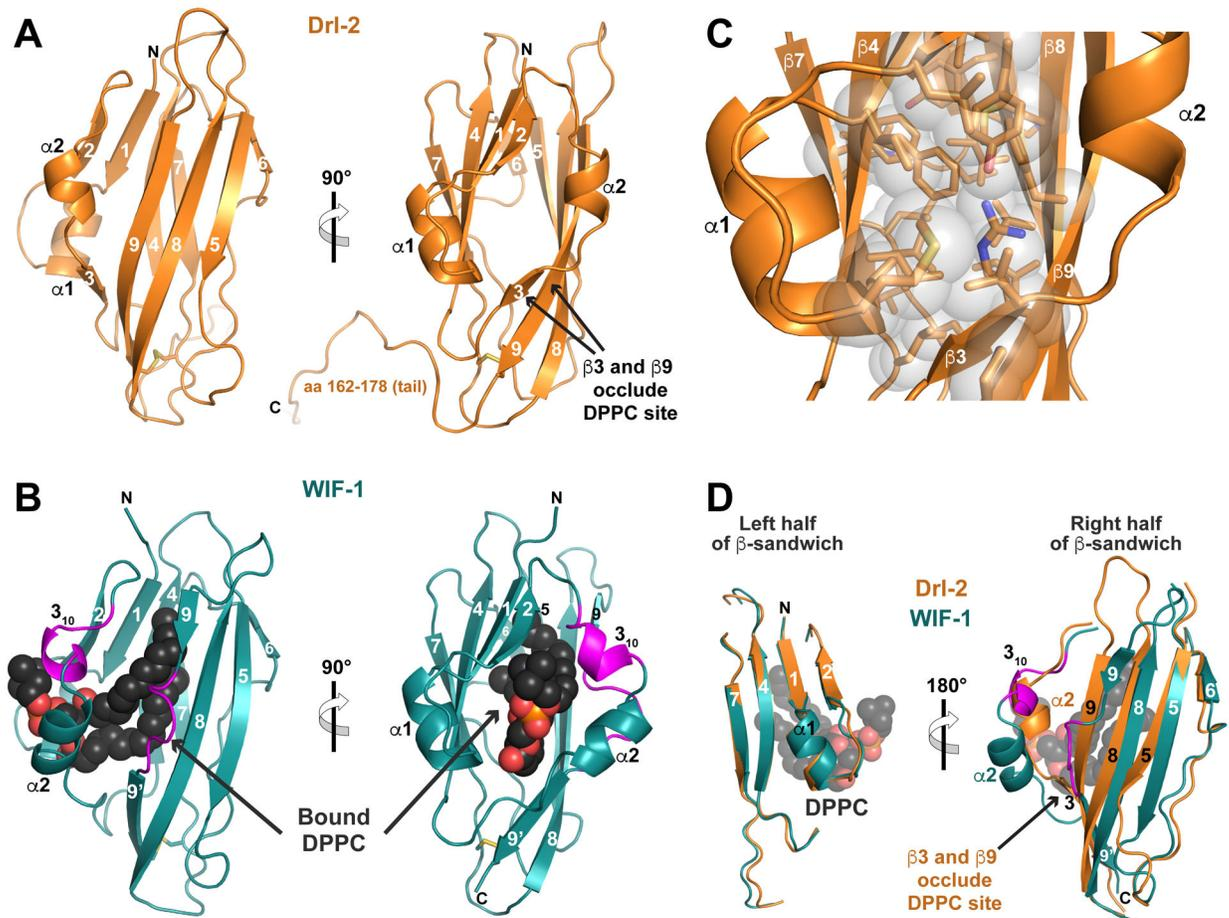 A
Drl-2
N
α2
2
1
7
6
9
4
8
5
3
α1
90°
N
4
1
2
7
6
5
α2
α1
3
9
8
aa 162-178 (tail)
C
β3 and β9
occlude
DPPC site
C
β7
β4
β8
α2
α1
β9
β3
B
WIF-1
N
3₁₀
2
1
4
9
6
5
7
8
α2
9'
90°
Bound
DPPC
N
4
1
2
5
6
9
3₁₀
7
α1
α2
9'
8
C
D
Left half
of β-sandwich
Right half
of β-sandwich
Drl-2
WIF-1
N
7
4
1
2
α1
DPPC
180°
3₁₀
α2
α2
9
9
8
5
6
8
5
3
9'
C
β3 and β9
occlude
DPPC site